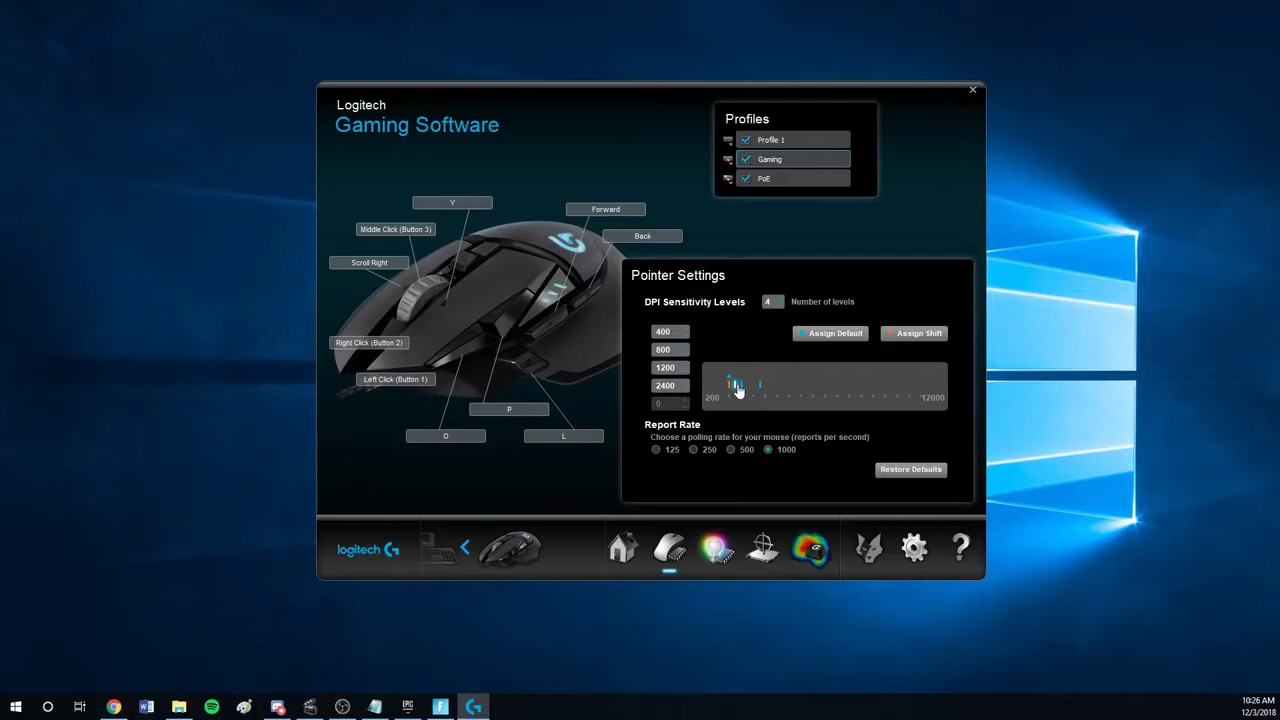 Logitech
Gaming Software
Profiles
Profile 1
Gaming
PoE
Y
Forward
Middle Click (Button 3)
Back
Scroll Right
Right Click (Button 2)
Left Click (Button 1)
P
O
L
Pointer Settings
DPI Sensitivity Levels 4 Number of levels
400
Assign Default Assign Shift
800
1200
2400
200 12000
0
Report Rate
Choose a polling rate for your mouse (reports per second)
125 250 500 1000
Restore Defaults
logitech G
?
EPIC
10:26 AM
12/3/2018